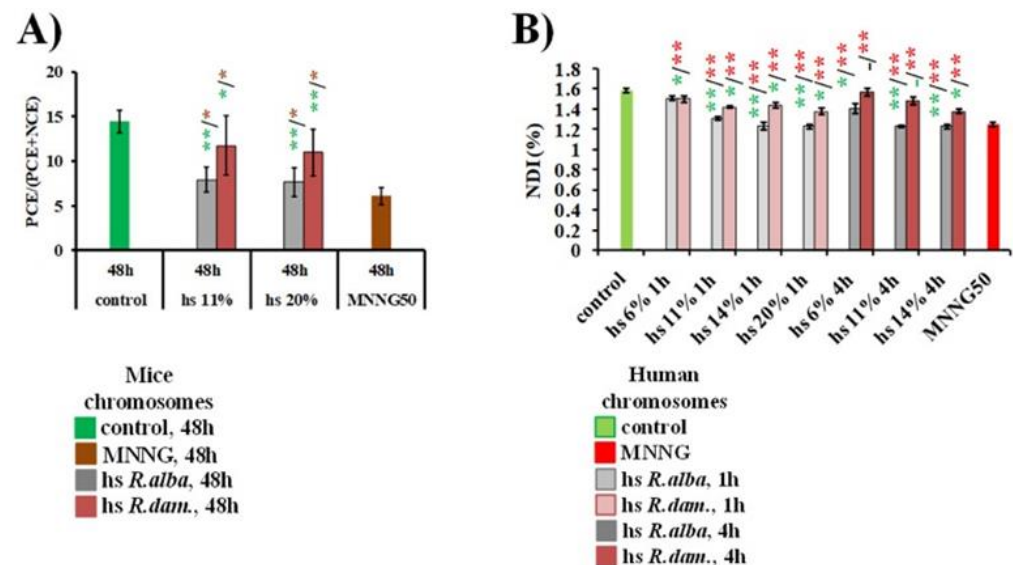 A)
B)
20
15
10
5
0
PCE/(PCE+NCE)
**/*
*/*
**/*
**/*
48h 48h 48h 48h
control hs 11% hs 20% MNNG50
1.8
1.6
1.4
1.2
1
0.8
0.6
0.4
0.2
0
NDI (%)
control
hs 6% 1h
hs 11% 1h
hs 14% 1h
hs 20% 1h
hs 6% 4h
hs 11% 4h
hs 14% 4h
MNNG50
Mice
chromosomes
control, 48h
MNNG, 48h
hs R.alba, 48h
hs R.dam., 48h
Human
chromosomes
control
MNNG
hs R.alba, 1h
hs R.dam., 1h
hs R.alba, 4h
hs R.dam., 4h